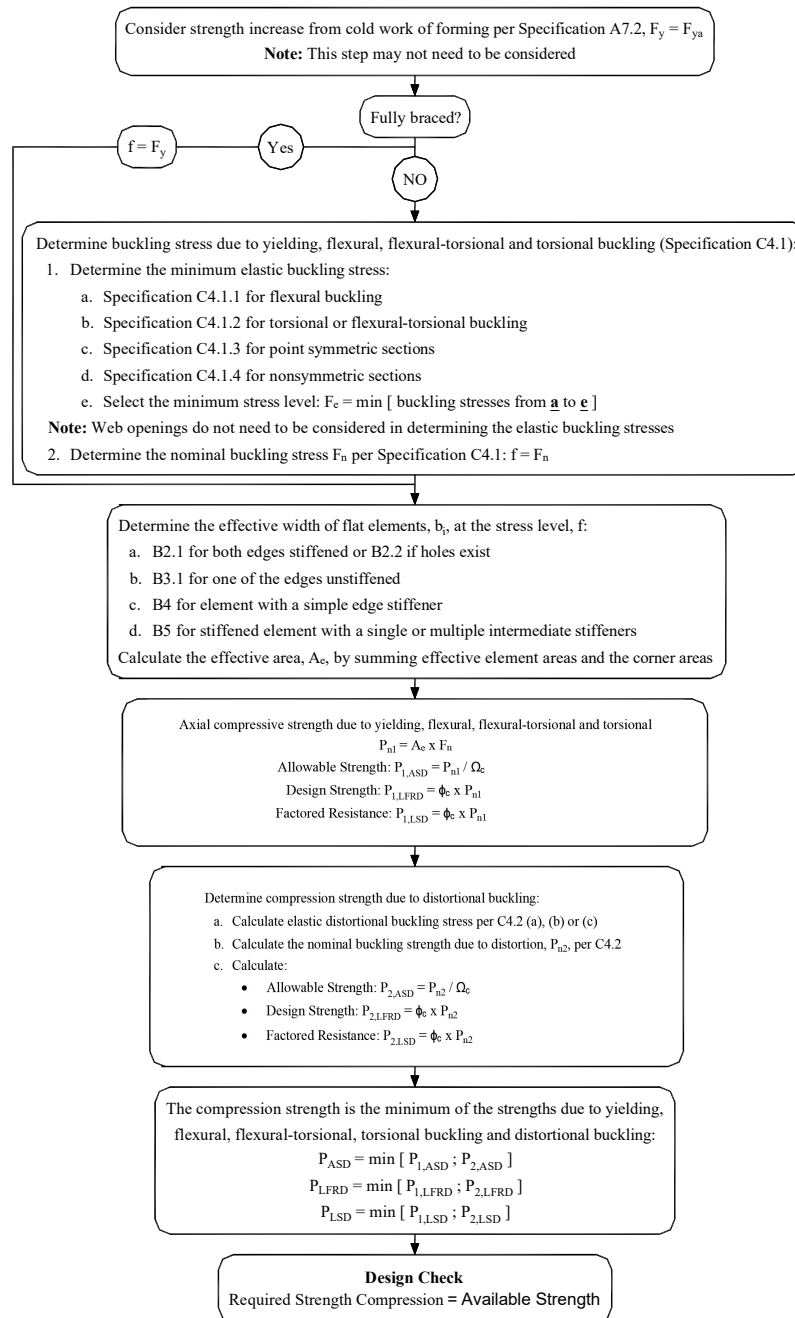 Consider strength increase from cold work of forming per Specification A7.2, Fy = Fya
Note: This step may not need to be considered
Fully braced?
f = Fy
Yes
NO
Determine buckling stress due to yielding, flexural, flexural-torsional and torsional buckling (Specification C4.1):
1. Determine the minimum elastic buckling stress:
a. Specification C4.1.1 for flexural buckling
b. Specification C4.1.2 for torsional or flexural-torsional buckling
c. Specification C4.1.3 for point symmetric sections
d. Specification C4.1.4 for nonsymmetric sections
e. Select the minimum stress level: Fe = min [ buckling stresses from a to e ]
Note: Web openings do not need to be considered in determining the elastic buckling stresses
2. Determine the nominal buckling stress Fn per Specification C4.1: f = Fn
Determine the effective width of flat elements, bi, at the stress level, f:
a. B2.1 for both edges stiffened or B2.2 if holes exist
b. B3.1 for one of the edges unstiffened
c. B4 for element with a simple edge stiffener
d. B5 for stiffened element with a single or multiple intermediate stiffeners
Calculate the effective area, Ae, by summing effective element areas and the corner areas
Axial compressive strength due to yielding, flexural, flexural-torsional and torsional
Pn1 = Ae x Fn
Allowable Strength: P1,ASD = Pn1 / Ωc
Design Strength: P1,LFRD = ϕc x Pn1
Factored Resistance: P1,LSD = ϕc x Pn1
Determine compression strength due to distortional buckling:
a. Calculate elastic distortional buckling stress per C4.2 (a), (b) or (c)
b. Calculate the nominal buckling strength due to distortion, Pn2, per C4.2
c. Calculate:
• Allowable Strength: P2,ASD = Pn2 / Ωc
• Design Strength: P2,LFRD = ϕc x Pn2
• Factored Resistance: P2.LSD = ϕc x Pn2
The compression strength is the minimum of the strengths due to yielding,
flexural, flexural-torsional, torsional buckling and distortional buckling:
PASD = min [ P1,ASD ; P2,ASD ]
PLFRD = min [ P1,LFRD ; P2,LFRD ]
PLSD = min [ P1,LSD ; P2,LSD ]
Design Check
Required Strength Compression = Available Strength